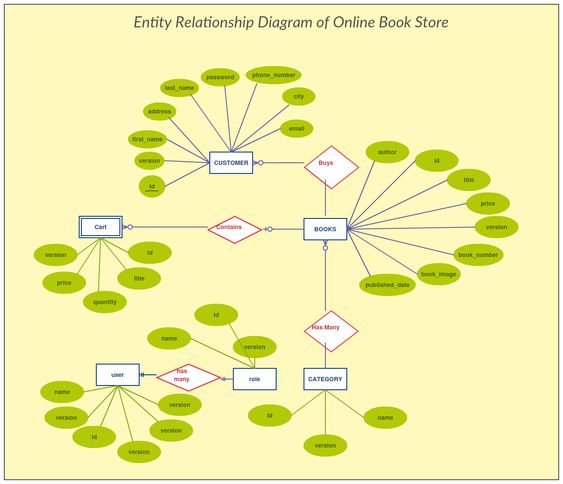 Entity Relationship Diagram of Online Book Store
phone_number
password
last_name
city
address
email
first_name
version
Id
CUSTOMER
Buys
author
Id
title
price
version
book_number
book_image
published_date
BOOKS
Contains
Cart
version
Id
price
title
quantity
Has Many
id
name
version
user
has
many
role
CATEGORY
name
version
version
version
id
version
Id
name
version